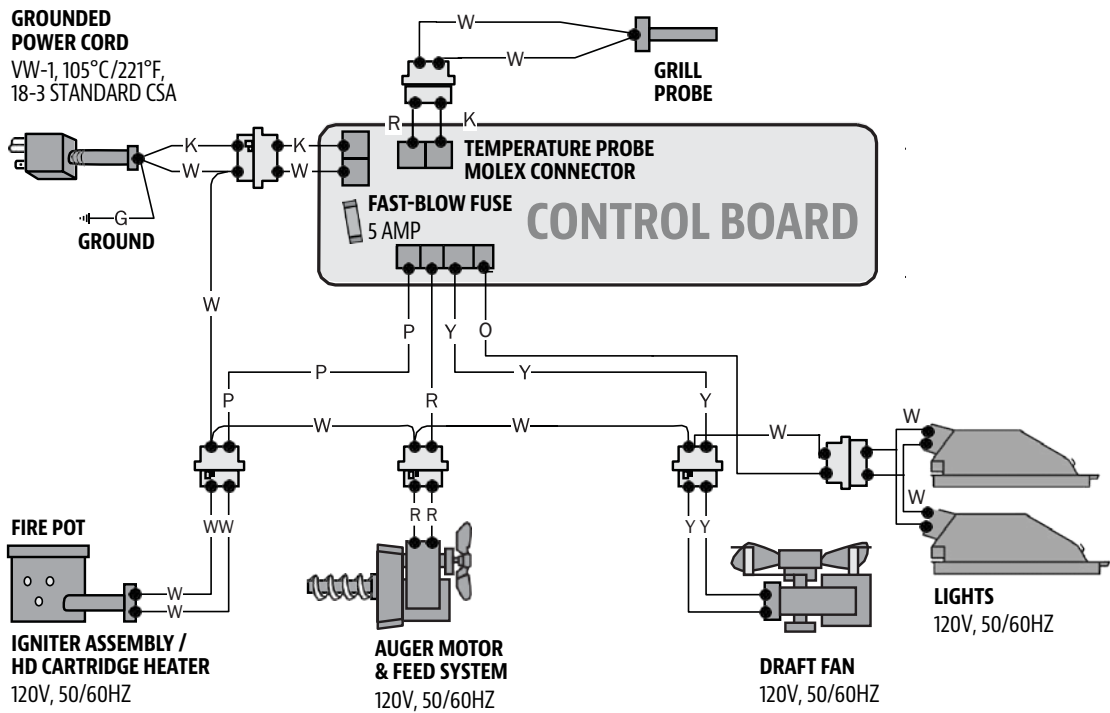 GROUNDED
POWER CORD
VW-1, 105°C/221°F,
18-3 STANDARD CSA
W
W
GRILL
PROBE
R
K
K
K
W
W
TEMPERATURE PROBE
MOLEX CONNECTOR
FAST-BLOW FUSE
5 AMP
CONTROL BOARD
G
GROUND
W
P
Y
O
P
Y
P
R
Y
W
W
W
W
W
WW
R R
Y Y
FIRE POT
W
W
IGNITER ASSEMBLY /
HD CARTRIDGE HEATER
120V, 50/60HZ
AUGER MOTOR
& FEED SYSTEM
120V, 50/60HZ
DRAFT FAN
120V, 50/60HZ
LIGHTS
120V, 50/60HZ